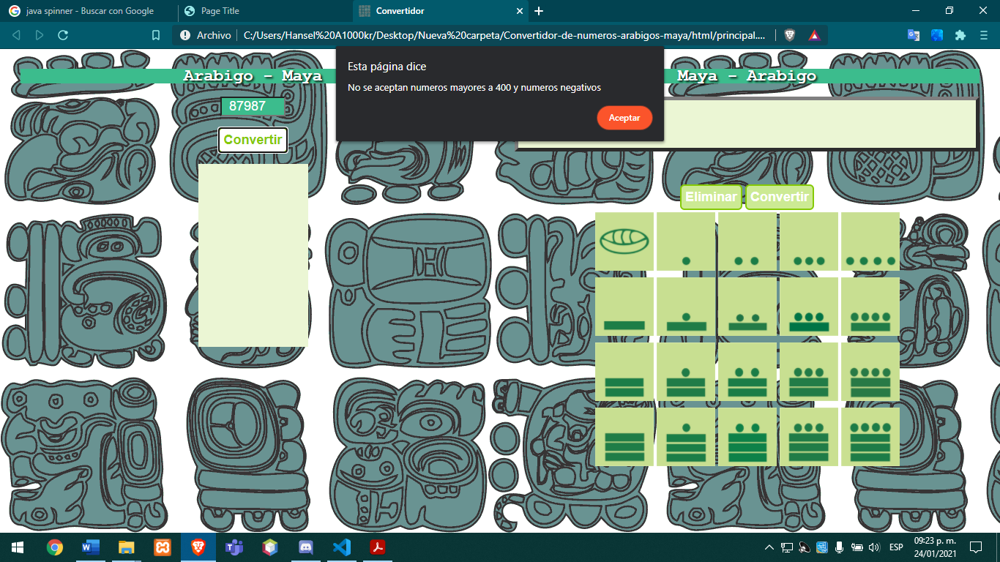 java spinner - Buscar con Google
Page Title
Convertidor
Archivo
C:/Users/Hansel%20A1000kr/Desktop/Nueva%20carpeta/Convertidor-de-numeros-arabigos-maya/html/principal....
Esta página dice
No se aceptan numeros mayores a 400 y numeros negativos
Aceptar
Arabigo - Maya
Maya - Arabigo
87987
Convertir
Eliminar
Convertir
ESP
09:23 p. m.
24/01/2021